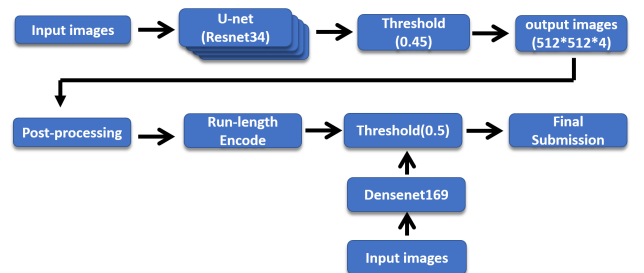 Input images
U-net
(Resnet34)
Threshold
(0.45)
output images
(512*512*4)
Post-processing
Run-length
Encode
Threshold(0.5)
Final
Submission
Densenet169
Input images